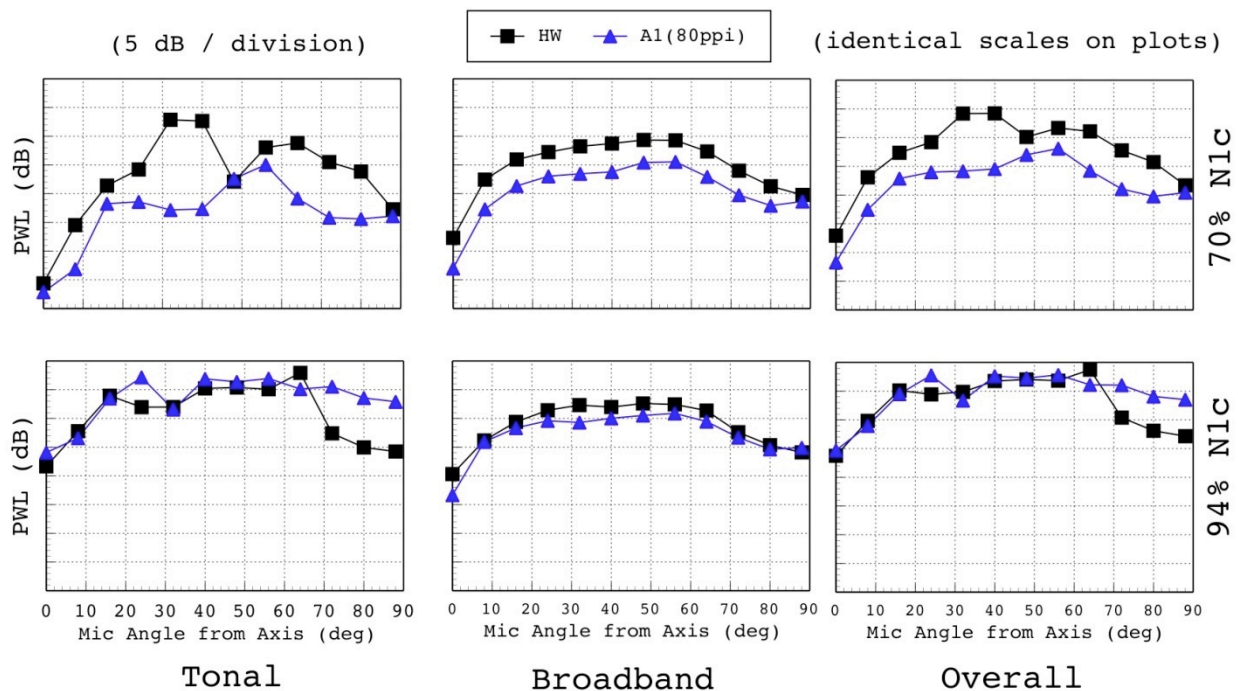 (5 dB / division)
HW A1(80ppi)
(identical scales on plots)
PWL (dB)
70% N1c
PWL (dB)
94% N1c
0 10 20 30 40 50 60 70 80 90
0 10 20 30 40 50 60 70 80 90
0 10 20 30 40 50 60 70 80 90
Mic Angle from Axis (deg)
Mic Angle from Axis (deg)
Mic Angle from Axis (deg)
Tonal
Broadband
Overall